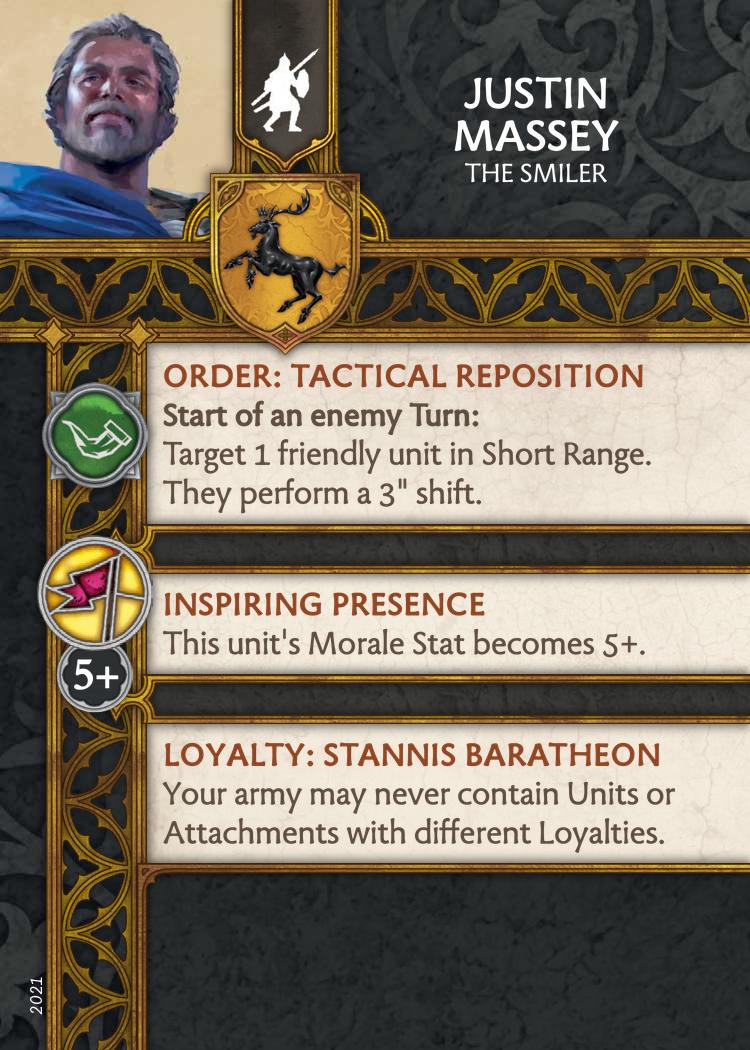 JUSTIN
MASSEY
THE SMILER
ORDER: TACTICAL REPOSITION
Start of an enemy Turn:
Target 1 friendly unit in Short Range.
They perform a 3" shift.
INSPIRING PRESENCE
This unit's Morale Stat becomes 5+.
5+
LOYALTY: STANNIS BARATHEON
Your army may never contain Units or
Attachments with different Loyalties.
2021